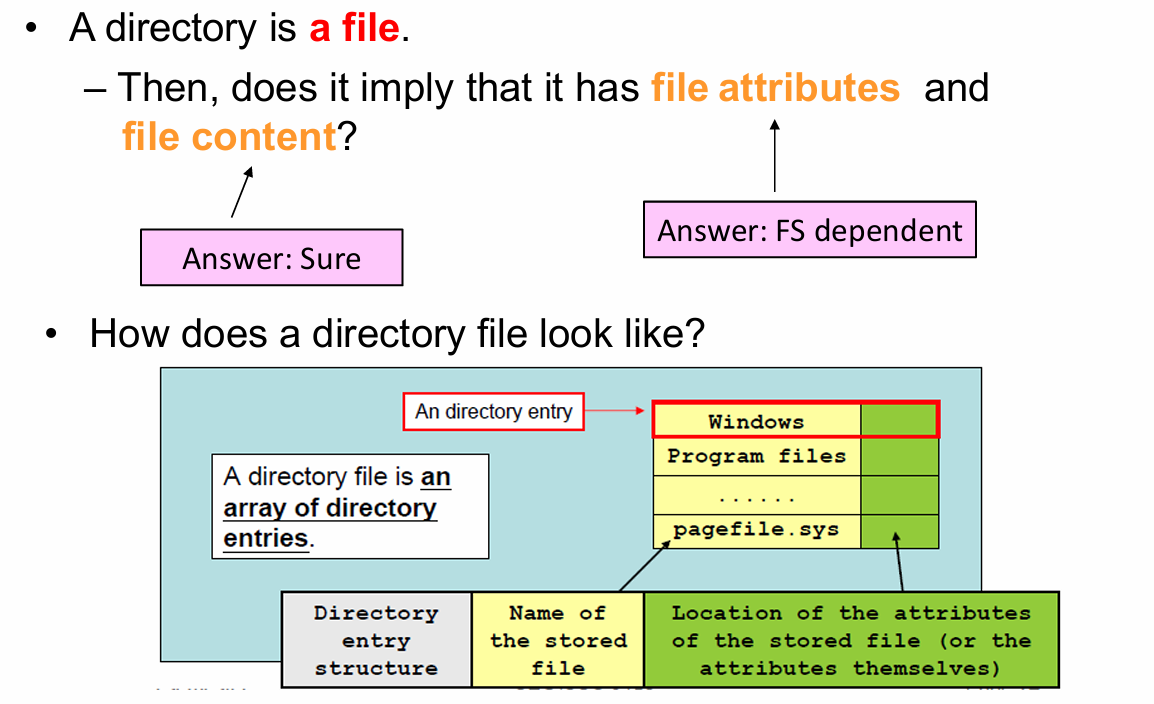 • A directory is a file.
– Then, does it imply that it has file attributes and
file content?
Answer: Sure
Answer: FS dependent
• How does a directory file look like?
An directory entry
Windows
Program files
......
pagefile.sys
A directory file is an
array of directory
entries.
Directory
entry
structure
Name of
the stored
file
Location of the attributes
of the stored file (or the
attributes themselves)